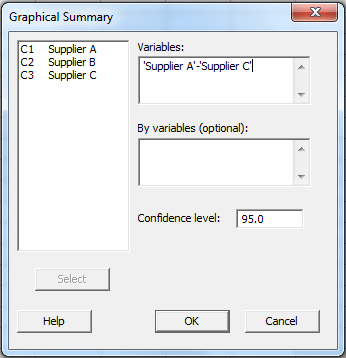 Graphical Summary
C1 Supplier A
C2 Supplier B
C3 Supplier C
Variables:
'Supplier A'-'Supplier C'
By variables (optional):
Confidence level: 95.0
Select
Help
OK
Cancel